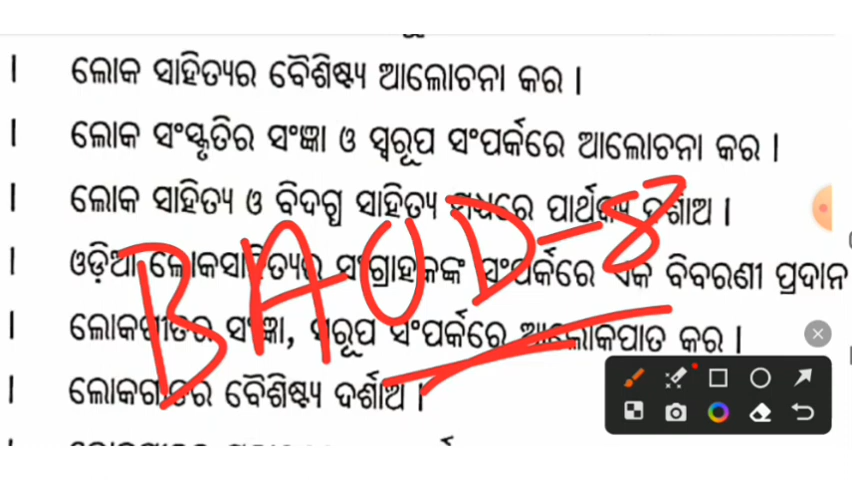 । ଲୋକ ସାହିତ୍ୟର ବୈଶିଷ୍ଟ୍ୟ ଆଲୋଚନା କର ।
। ଲୋକ ସଂସ୍କୃତିର ସଂଜ୍ଞା ଓ ସ୍ୱରୂପ ସଂପର୍କରେ ଆଲୋଚନା କର ।
। ଲୋକ ସାହିତ୍ୟ ଓ ବିଦଗ୍ଧ ସାହିତ୍ୟ ମଧ୍ୟରେ ପାର୍ଥକ୍ୟ ଦର୍ଶାଅ ।
। ଓଡ଼ିଆ ଲୋକସାହିତ୍ୟର ସଂଗ୍ରାହକଙ୍କ ସଂପର୍କରେ ଏକ ବିବରଣୀ ପ୍ରଦାନ
BAOD-8
। ଲୋକଗୀତର ସଂଜ୍ଞା, ସ୍ୱରୂପ ସଂପର୍କରେ ଆଲୋକପାତ କର ।
। ଲୋକଗୀତର ବୈଶିଷ୍ଟ୍ୟ ଦର୍ଶାଅ ।